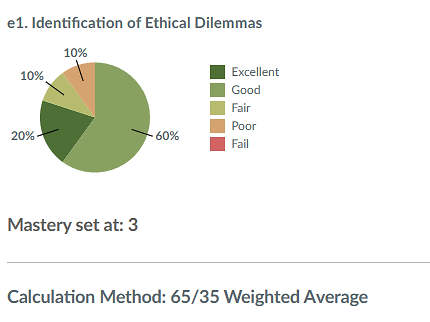 e1. Identification of Ethical Dilemmas
10%
10%
20%
60%
Excellent
Good
Fair
Poor
Fail
Mastery set at: 3
Calculation Method: 65/35 Weighted Average